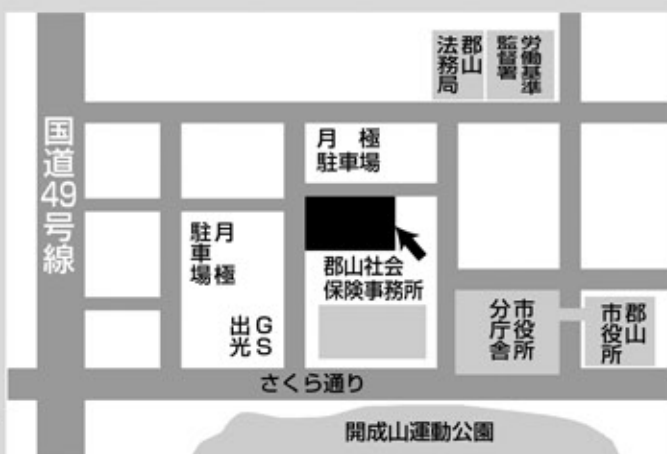 郡山
法務局
労働基準
監督署
国道49号線
月 極
駐車場
月極
駐車場
郡山社会
保険事務所
GS
出光
市役所
分庁舎
郡山
市役所
さくら通り
開成山運動公園